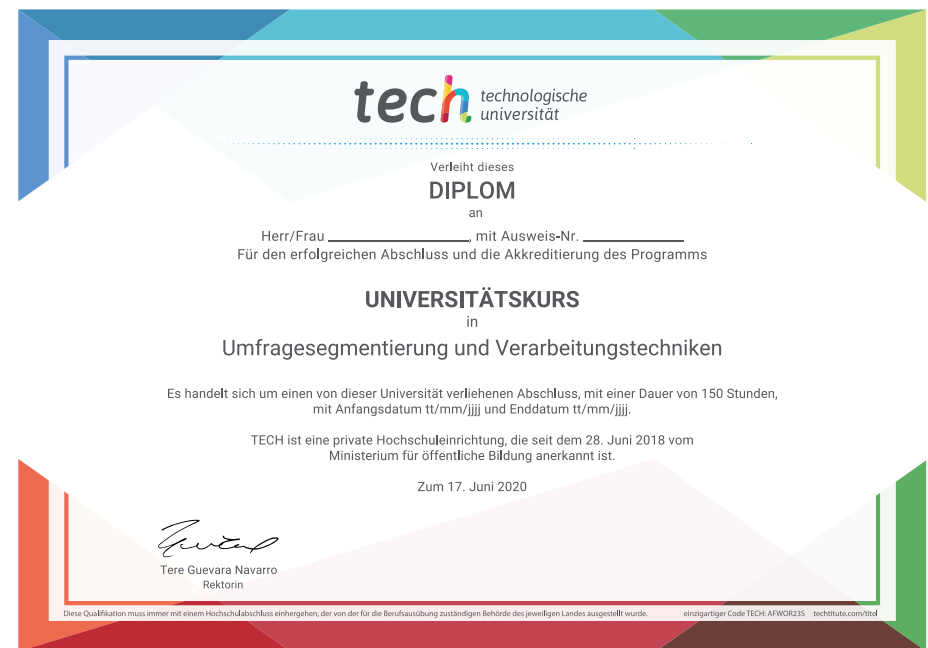 tech technologische
universität
Verleiht dieses
DIPLOM
an
Herr/Frau ____________________, mit Ausweis-Nr. ______________
Für den erfolgreichen Abschluss und die Akkreditierung des Programms
UNIVERSITÄTSKURS
in
Umfragesegmentierung und Verarbeitungstechniken
Es handelt sich um einen von dieser Universität verliehenen Abschluss, mit einer Dauer von 150 Stunden,
mit Anfangsdatum tt/mm/jjjj und Enddatum tt/mm/jjjj.
TECH ist eine private Hochschuleinrichtung, die seit dem 28. Juni 2018 vom
Ministerium für öffentliche Bildung anerkannt ist.
Zum 17. Juni 2020
Tere Guevara Navarro
Rektorin
Diese Qualifikation muss immer mit einem Hochschulabschluss einhergehen, der von der für die Berufsausübung zuständigen Behörde des jeweiligen Landes ausgestellt wurde. einzigartiger Code TECH: AFWOR23S techtitute.com/titel